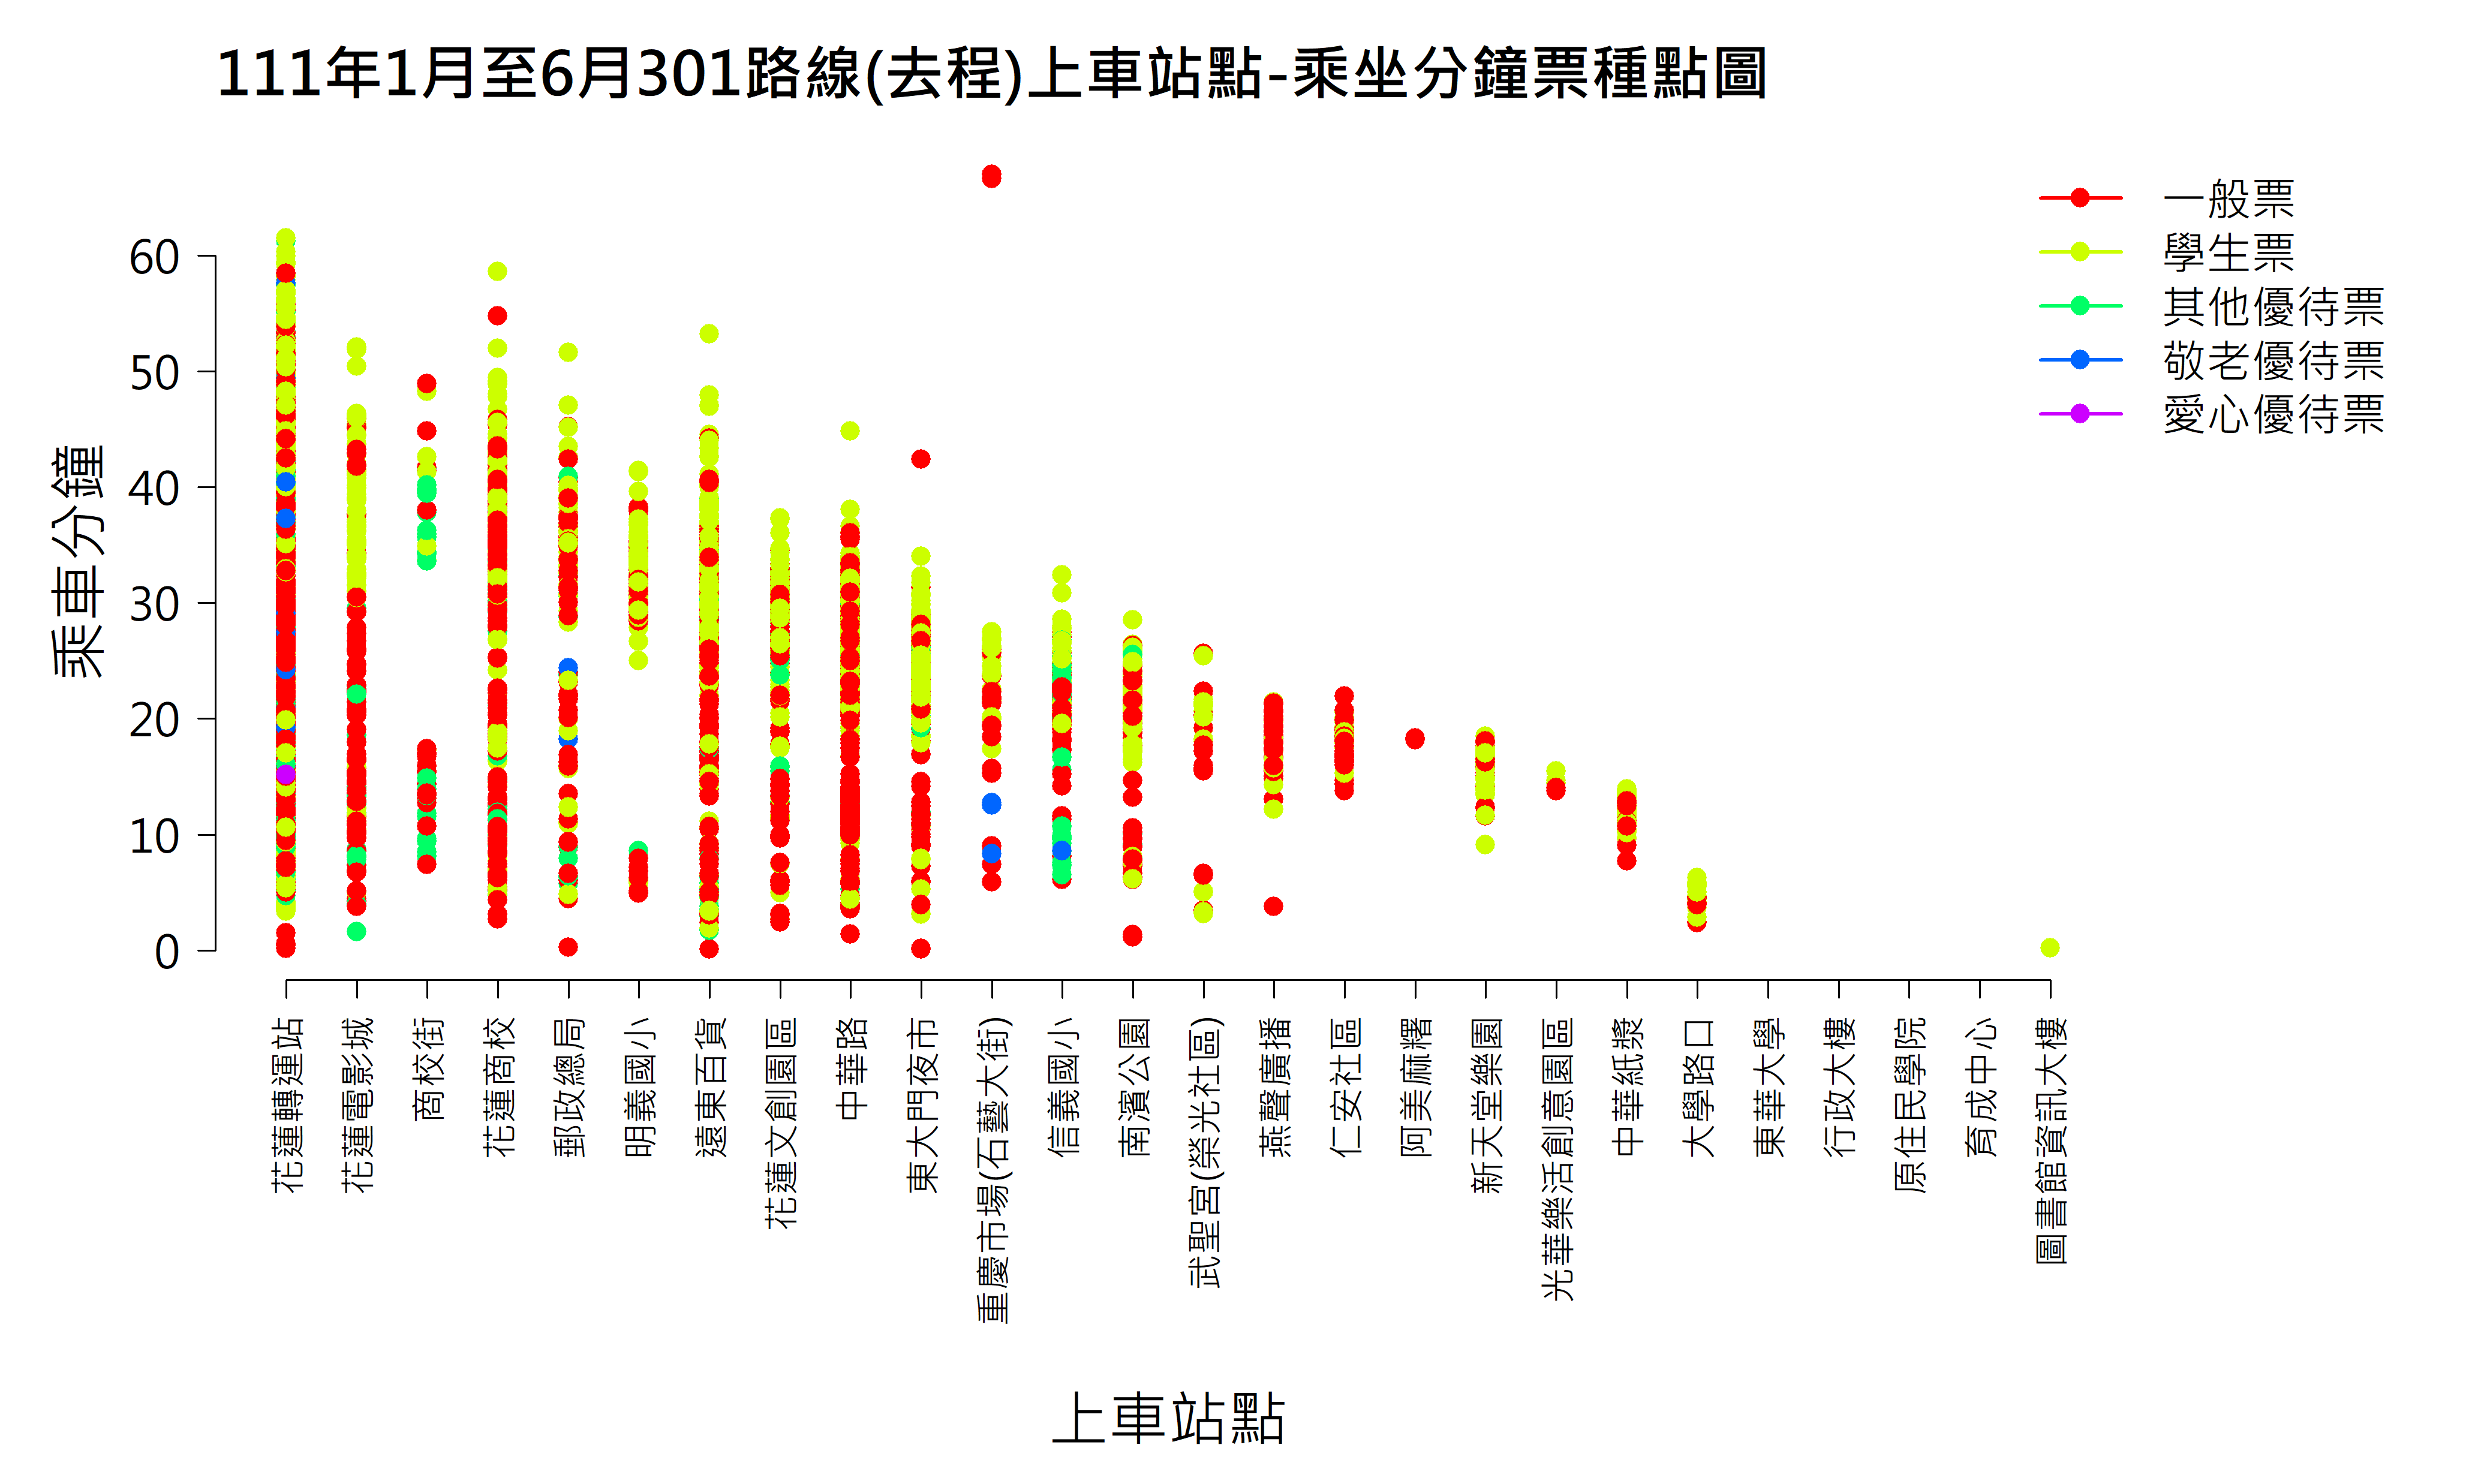 111年1月至6月301路線(去程)上車站點-乘坐分鐘票種點圖
一般票
學生票
其他優待票
敬老優待票
愛心優待票
乘車分鐘
60
50
40
30
20
10
0
花蓮轉運站
花蓮電影城
商校街
花蓮商校
郵政總局
明義國小
遠東百貨
花蓮文創園區
中華路
東大門夜市
重慶市場(石藝大街)
信義國小
南濱公園
武聖宮(榮光社區)
燕聲廣播
仁安社區
阿美麻糬
新天堂樂園
光華樂活創意園區
中華紙漿
大學路口
東華大學
行政大樓
原住民學院
育成中心
圖書館資訊大樓
上車站點